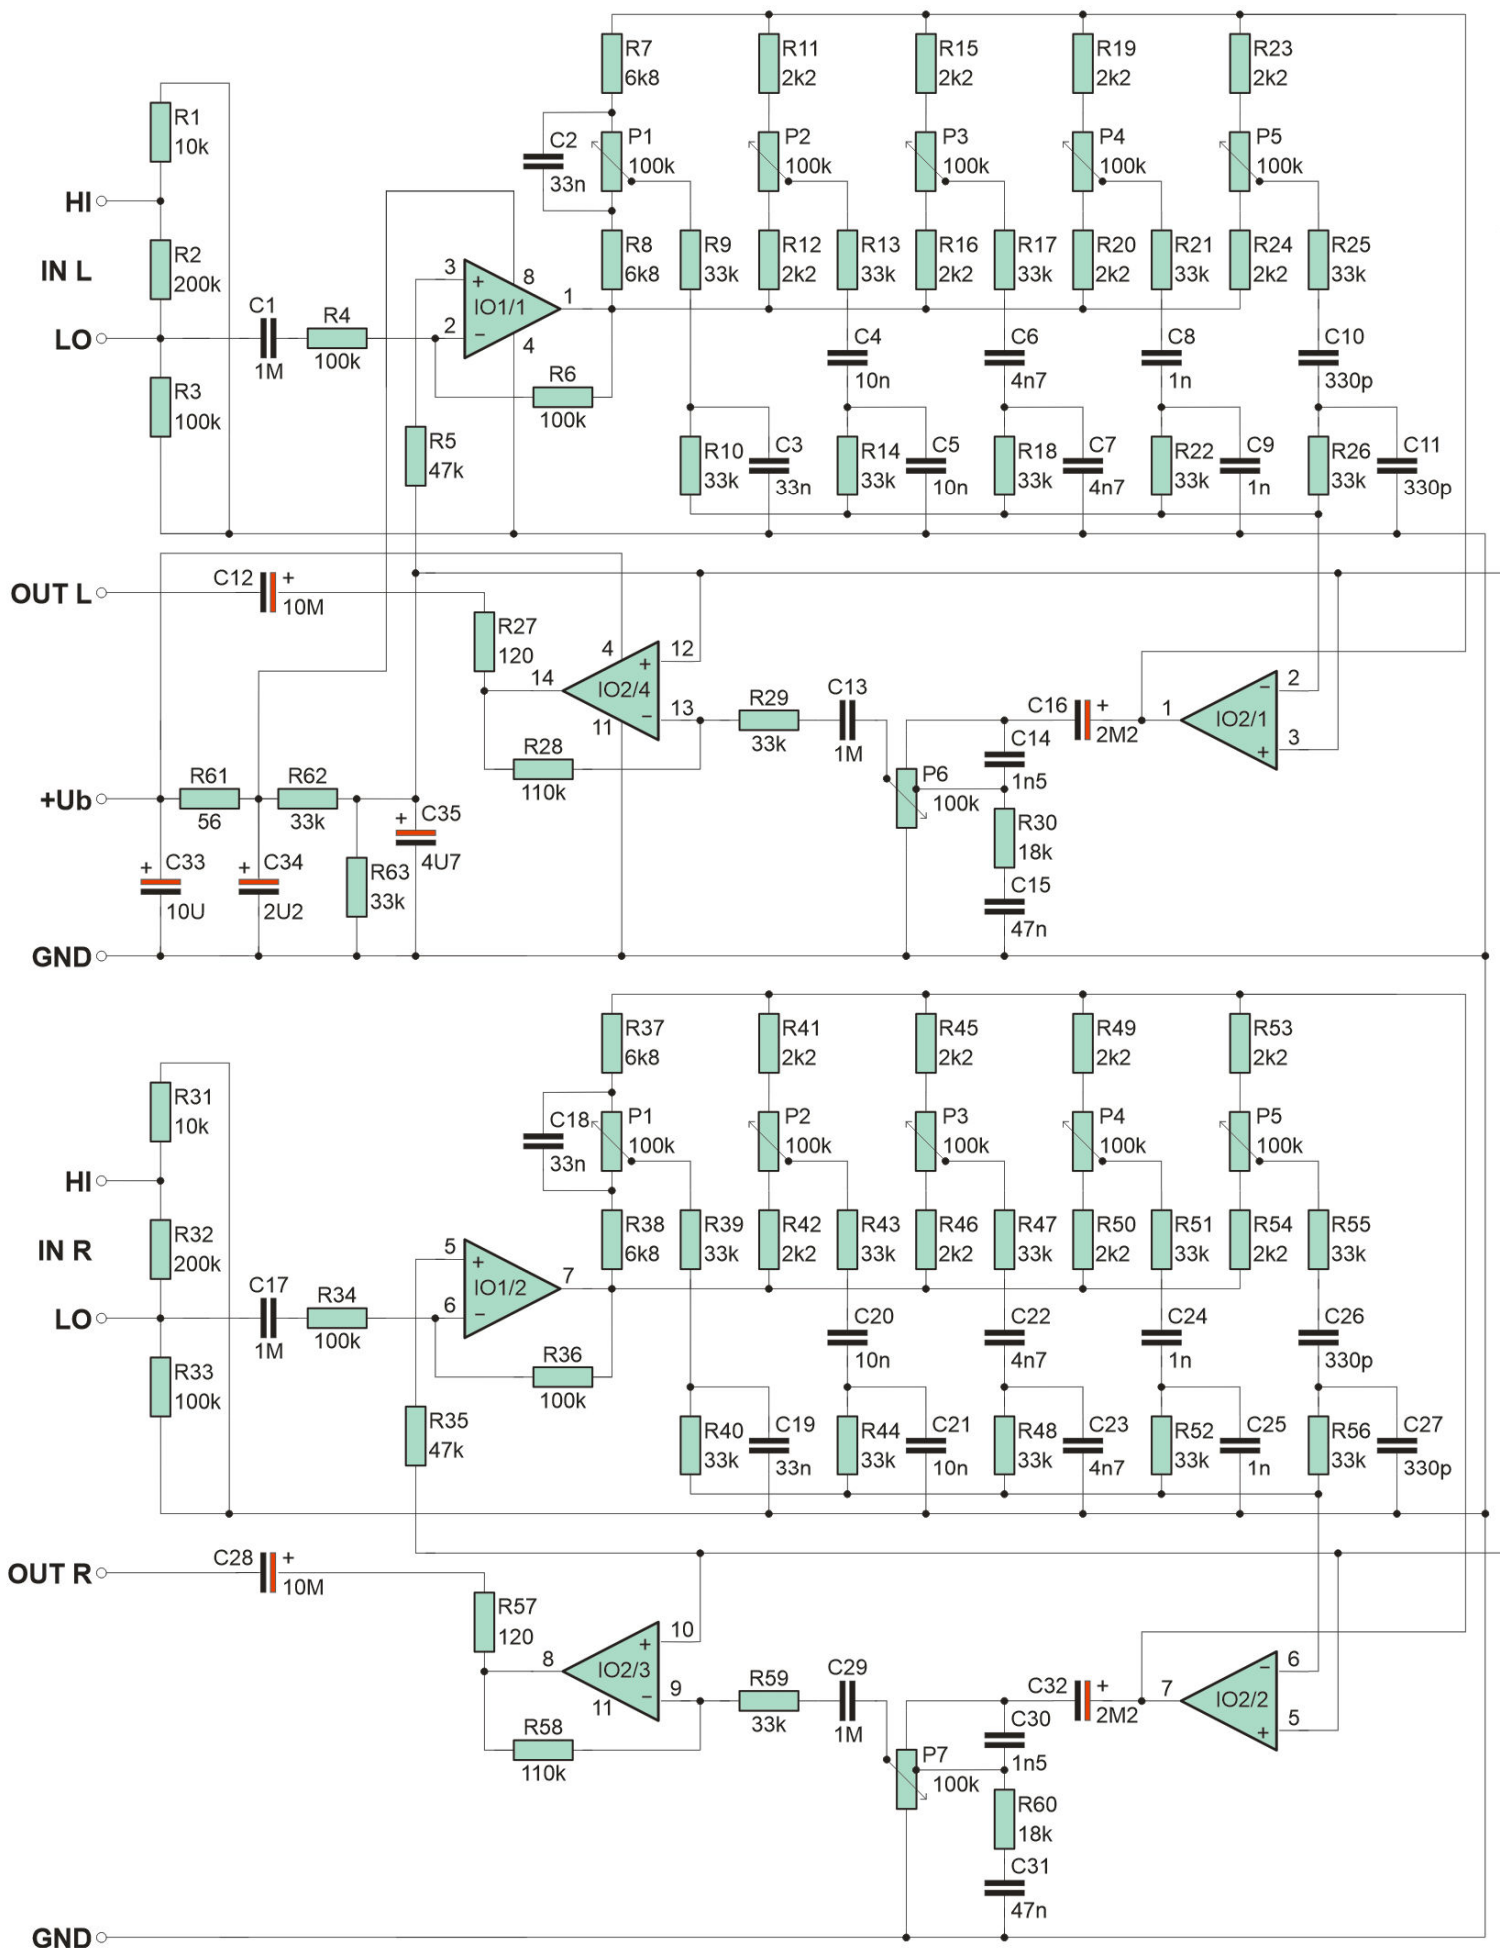 R7
6k8
R11
2k2
R15
2k2
R19
2k2
R23
2k2
R1
10k
C2
33n
P1
100k
P2
100k
P3
100k
P4
100k
P5
100k
HI
R2
200k
IN L
R8
6k8
R9
33k
R12
2k2
R13
33k
R16
2k2
R17
33k
R20
2k2
R21
33k
R24
2k2
R25
33k
3
+
8
IO1/1
1
2
−
4
C1
1M
R4
100k
LO
C4
10n
C6
4n7
C8
1n
C10
330p
R3
100k
R6
100k
R5
47k
R10
33k
C3
33n
R14
33k
C5
10n
R18
33k
C7
4n7
R22
33k
C9
1n
R26
33k
C11
330p
OUT L
C12
+
10M
R27
120
4
12
+
14
IO2/4
−
13
11
R28
110k
R29
33k
C13
1M
C16
+
2M2
1
−
2
IO2/1
+
3
C14
1n5
P6
100k
R30
18k
C15
47n
+Ub
R61
56
R62
33k
+
C35
4U7
+
C33
10U
+
C34
2U2
R63
33k
GND
R37
6k8
R41
2k2
R45
2k2
R49
2k2
R53
2k2
R31
10k
C18
33n
P1
100k
P2
100k
P3
100k
P4
100k
P5
100k
HI
R32
200k
IN R
R38
6k8
R39
33k
R42
2k2
R43
33k
R46
2k2
R47
33k
R50
2k2
R51
33k
R54
2k2
R55
33k
5
+
IO1/2
7
6
−
C17
1M
R34
100k
LO
C20
10n
C22
4n7
C24
1n
C26
330p
R33
100k
R36
100k
R35
47k
R40
33k
C19
33n
R44
33k
C21
10n
R48
33k
C23
4n7
R52
33k
C25
1n
R56
33k
C27
330p
OUT R
C28
+
10M
R57
120
10
+
8
IO2/3
−
9
11
R58
110k
R59
33k
C29
1M
C32
+
2M2
7
−
6
IO2/2
+
5
C30
1n5
P7
100k
R60
18k
C31
47n
GND